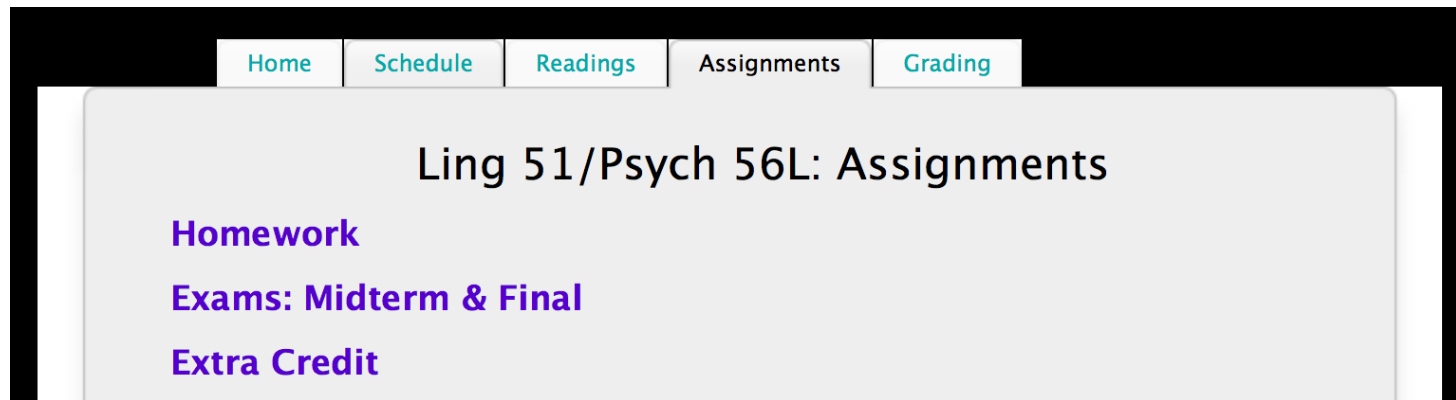 Home Schedule Readings Assignments Grading
Ling 51/Psych 56L: Assignments
Homework
Exams: Midterm & Final
Extra Credit